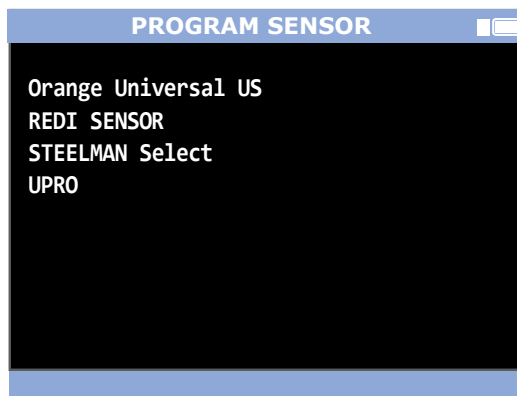 PROGRAM SENSOR
Orange Universal US
REDI SENSOR
STEELMAN Select
UPRO